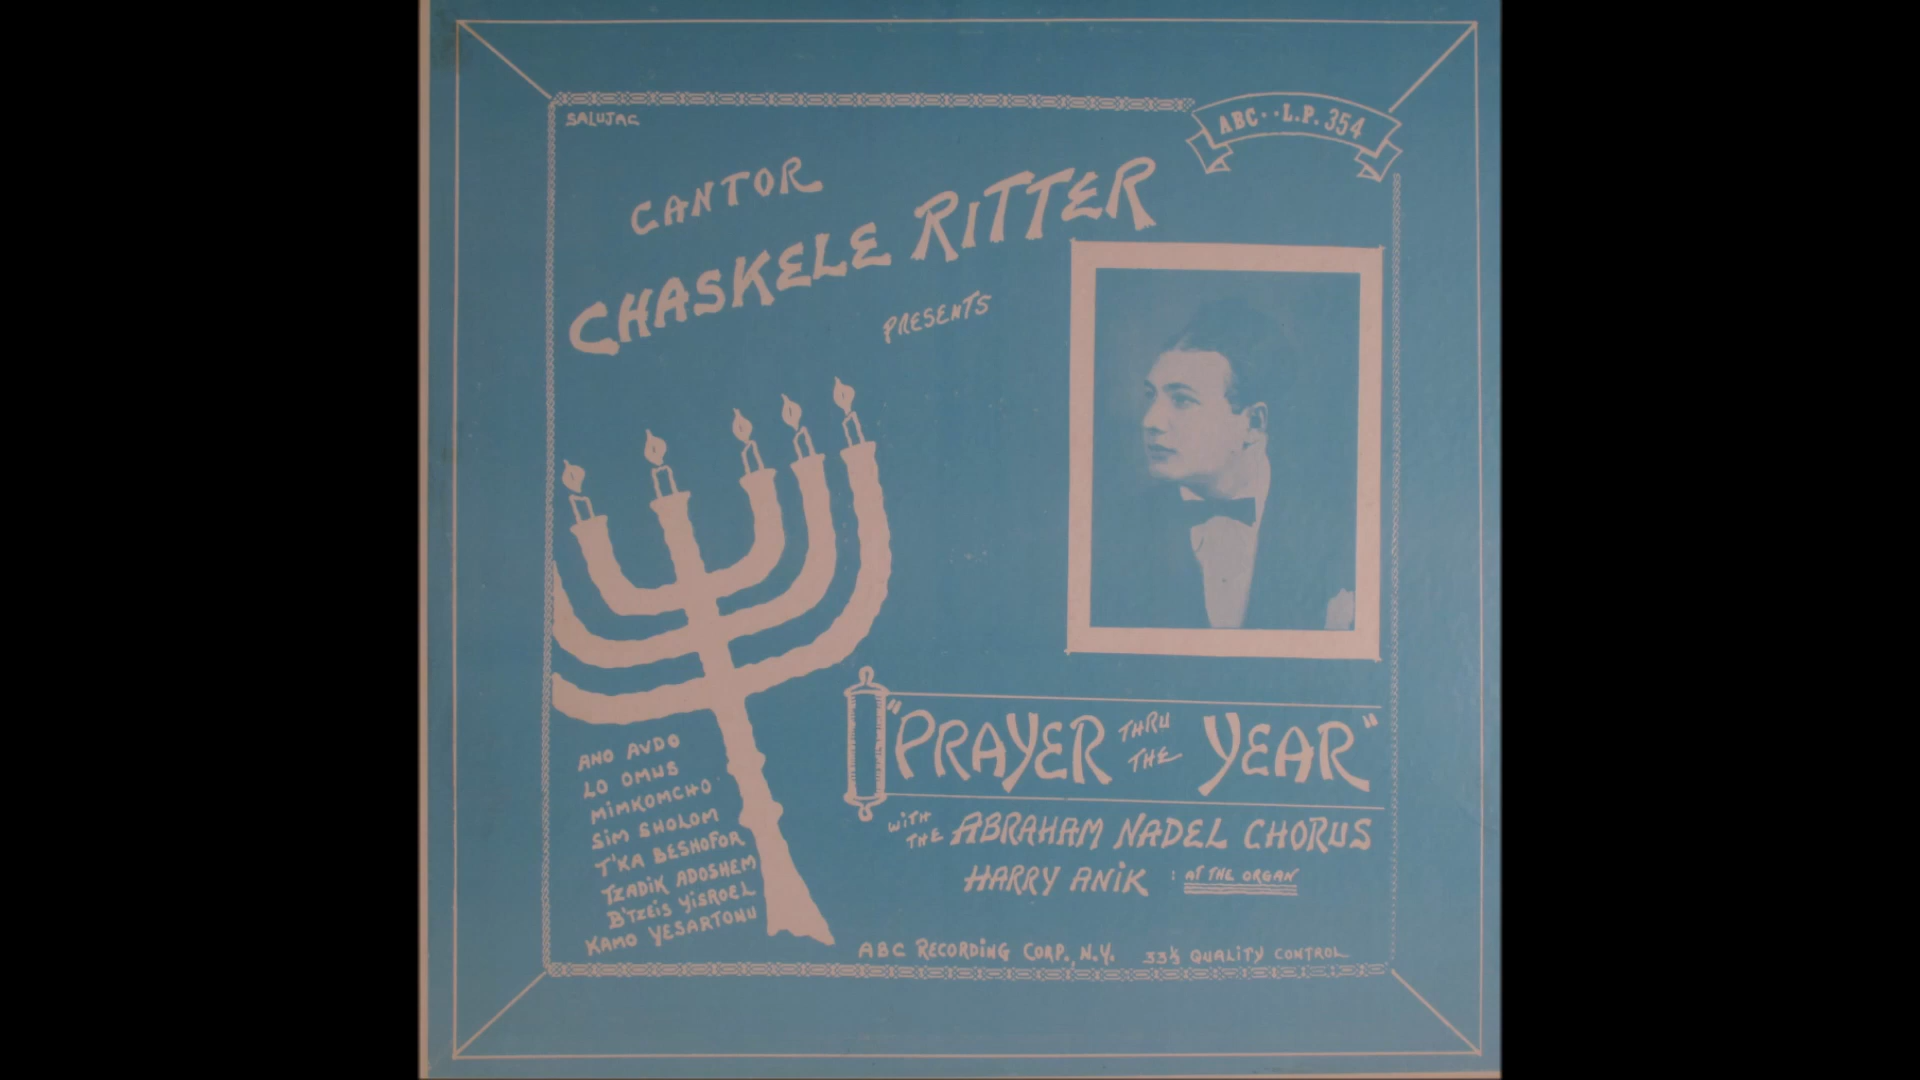 SALUJAC
ABC··L.P. 354
CANTOR
CHASKELE RITTER
PRESENTS
"PRAYER THRU THE YEAR"
WITH THE ABRAHAM NADEL CHORUS
HARRY ANIK : AT THE ORGAN
ANO AVDO
LO OMUS
MIMKOMCHO
SIM SHOLOM
T'KA BESHOFOR
TZADIK ADOSHEM
B'TZEIS YISROEL
KAMO YESARTONU
ABC RECORDING CORP., N.Y. 33⅓ QUALITY CONTROL